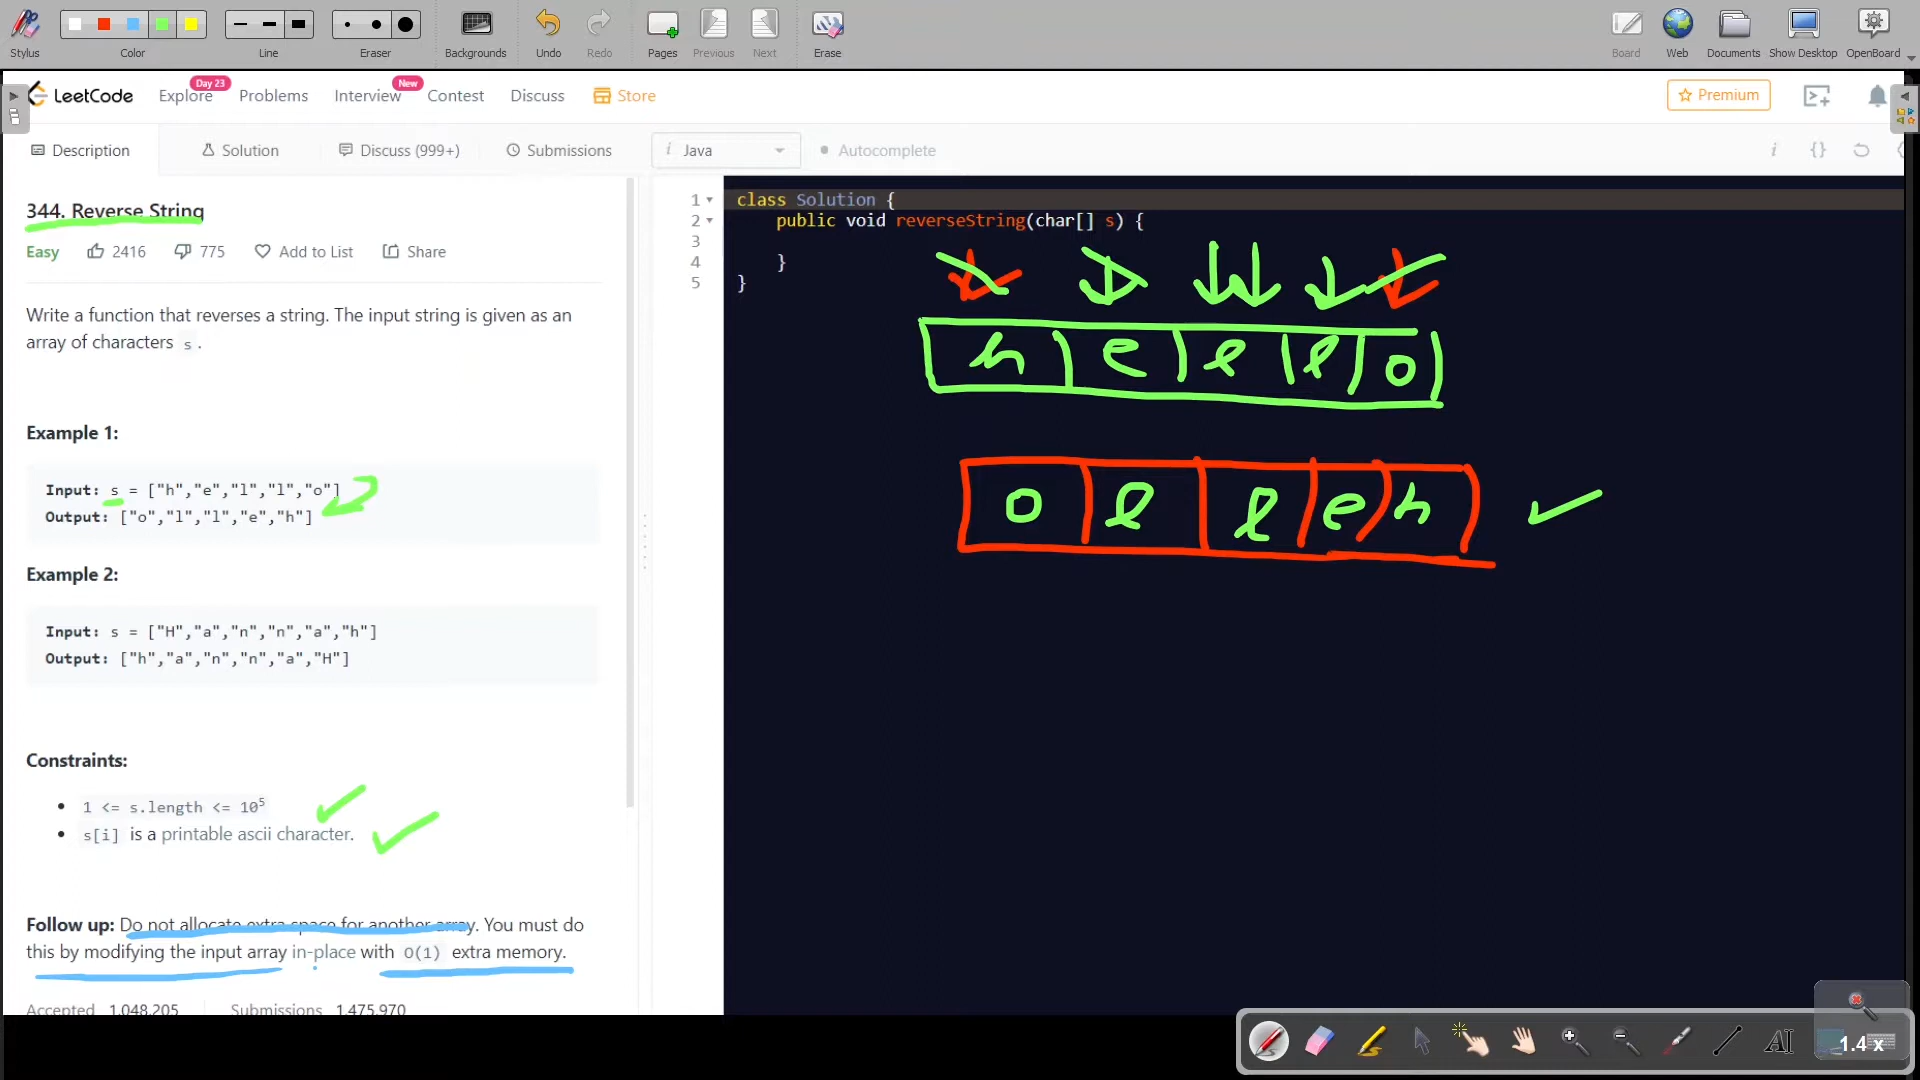 Stylus Color Line Eraser Backgrounds Undo Redo Pages Previous Next Erase Board Web Documents Show Desktop OpenBoard
Day 23 New
LeetCode Explore Problems Interview Contest Discuss Store Premium
Description Solution Discuss (999+) Submissions i Java Autocomplete i {}
344. Reverse String
Easy 2416 775 Add to List Share
Write a function that reverses a string. The input string is given as an
array of characters s .
Example 1:
Input: s = ["h","e","l","l","o"]
Output: ["o","l","l","e","h"]
Example 2:
Input: s = ["H","a","n","n","a","h"]
Output: ["h","a","n","n","a","H"]
Constraints:
• 1 <= s.length <= 10⁵
• s[i] is a printable ascii character.
Follow up: Do not allocate extra space for another array. You must do
this by modifying the input array in-place with O(1) extra memory.
Accepted 1,048,205 Submissions 1,475,970
1 class Solution {
2 public void reverseString(char[] s) {
3
4 }
5 }
h e l l o
o l l e h
AI 1.4 x